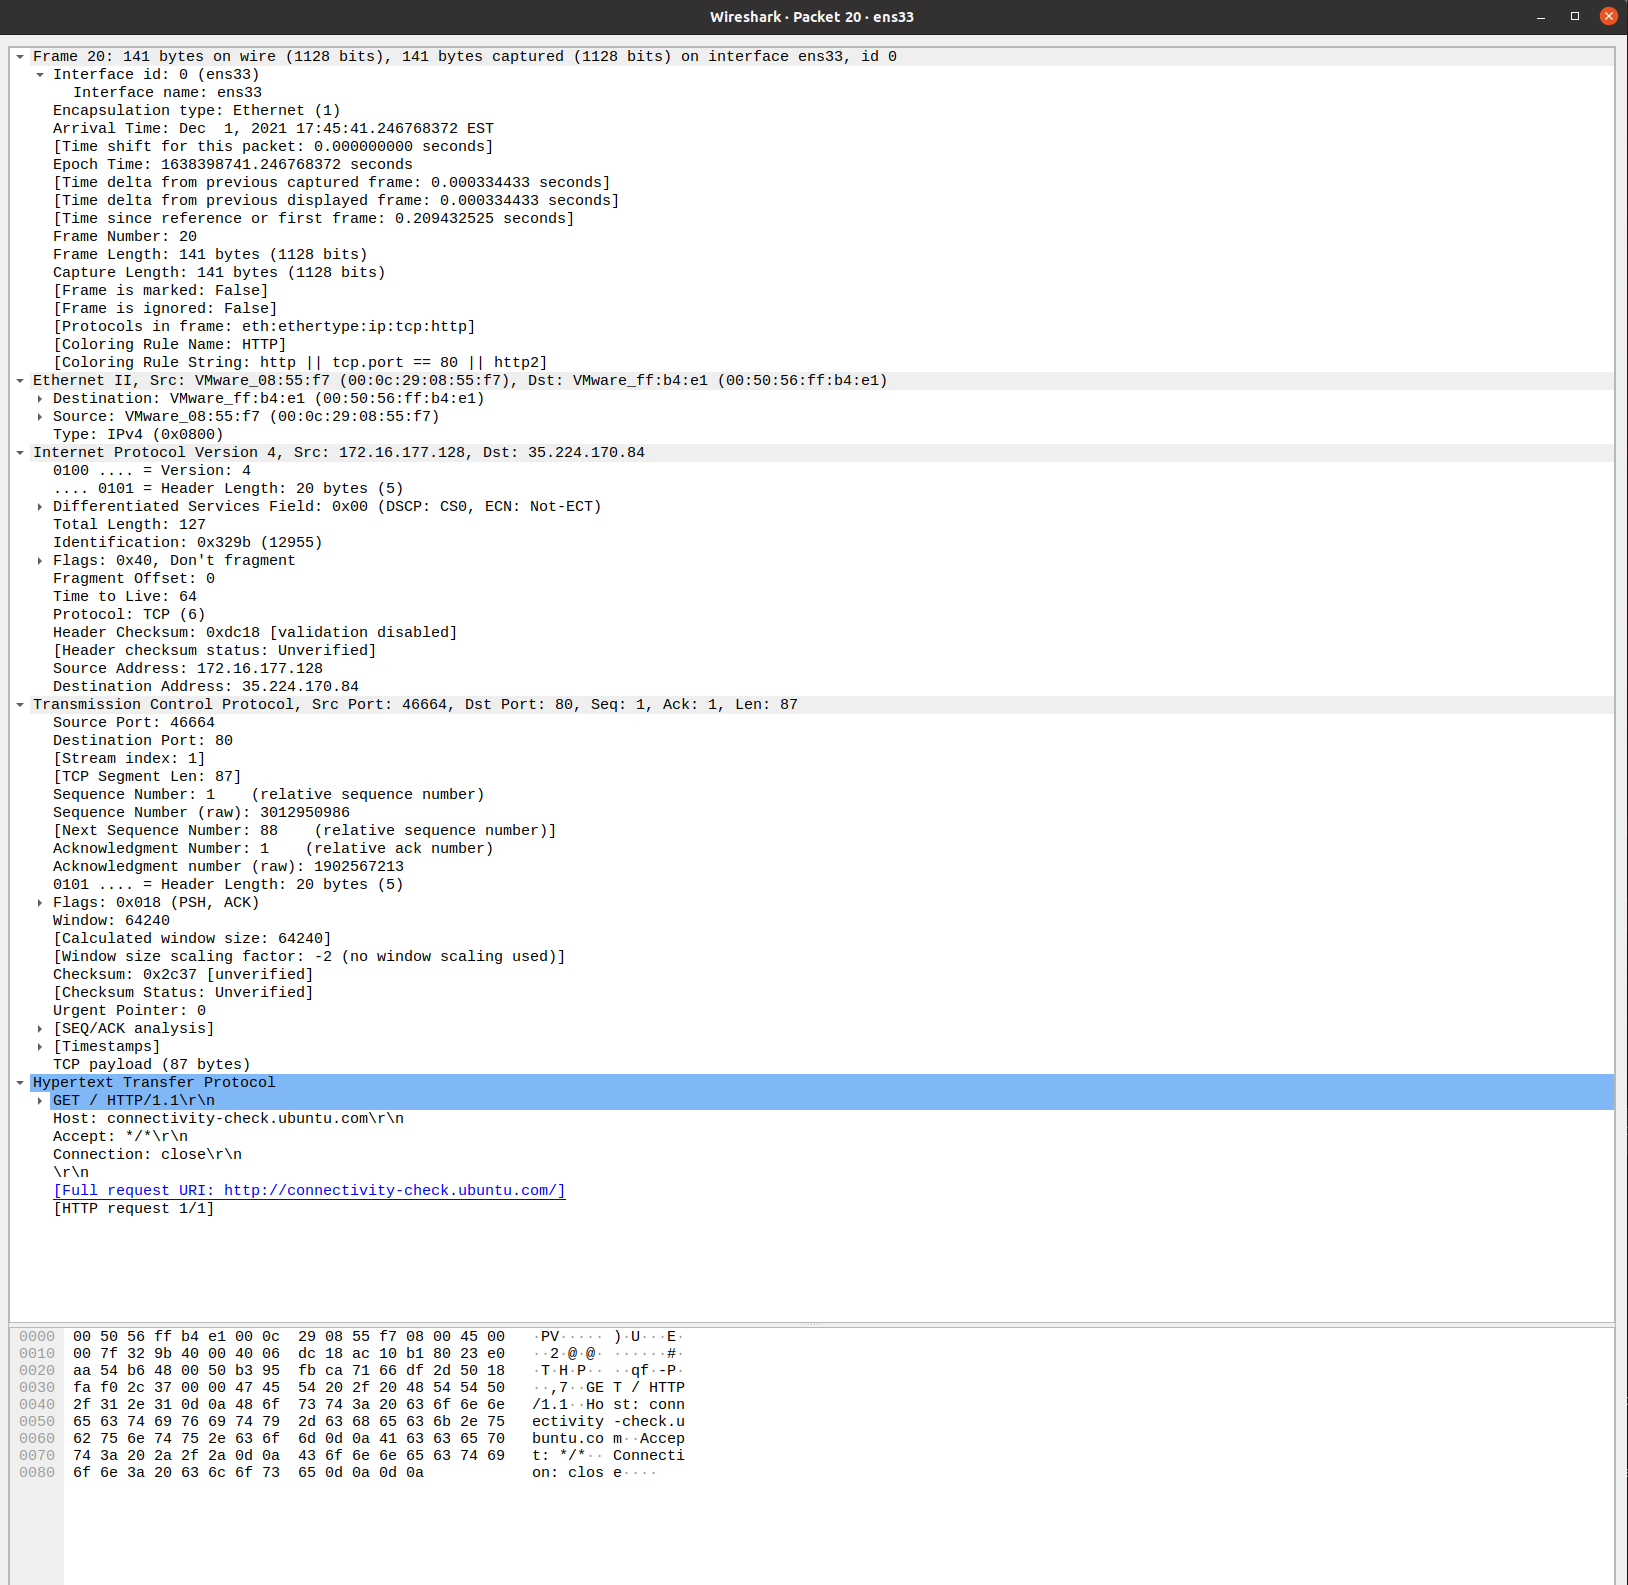 Wireshark · Packet 20 · ens33
Frame 20: 141 bytes on wire (1128 bits), 141 bytes captured (1128 bits) on interface ens33, id 0
Interface id: 0 (ens33)
Interface name: ens33
Encapsulation type: Ethernet (1)
Arrival Time: Dec  1, 2021 17:45:41.246768372 EST
[Time shift for this packet: 0.000000000 seconds]
Epoch Time: 1638398741.246768372 seconds
[Time delta from previous captured frame: 0.000334433 seconds]
[Time delta from previous displayed frame: 0.000334433 seconds]
[Time since reference or first frame: 0.209432525 seconds]
Frame Number: 20
Frame Length: 141 bytes (1128 bits)
Capture Length: 141 bytes (1128 bits)
[Frame is marked: False]
[Frame is ignored: False]
[Protocols in frame: eth:ethertype:ip:tcp:http]
[Coloring Rule Name: HTTP]
[Coloring Rule String: http || tcp.port == 80 || http2]
Ethernet II, Src: VMware_08:55:f7 (00:0c:29:08:55:f7), Dst: VMware_ff:b4:e1 (00:50:56:ff:b4:e1)
Destination: VMware_ff:b4:e1 (00:50:56:ff:b4:e1)
Source: VMware_08:55:f7 (00:0c:29:08:55:f7)
Type: IPv4 (0x0800)
Internet Protocol Version 4, Src: 172.16.177.128, Dst: 35.224.170.84
0100 .... = Version: 4
.... 0101 = Header Length: 20 bytes (5)
Differentiated Services Field: 0x00 (DSCP: CS0, ECN: Not-ECT)
Total Length: 127
Identification: 0x329b (12955)
Flags: 0x40, Don't fragment
Fragment Offset: 0
Time to Live: 64
Protocol: TCP (6)
Header Checksum: 0xdc18 [validation disabled]
[Header checksum status: Unverified]
Source Address: 172.16.177.128
Destination Address: 35.224.170.84
Transmission Control Protocol, Src Port: 46664, Dst Port: 80, Seq: 1, Ack: 1, Len: 87
Source Port: 46664
Destination Port: 80
[Stream index: 1]
[TCP Segment Len: 87]
Sequence Number: 1    (relative sequence number)
Sequence Number (raw): 3012950986
[Next Sequence Number: 88    (relative sequence number)]
Acknowledgment Number: 1    (relative ack number)
Acknowledgment number (raw): 1902567213
0101 .... = Header Length: 20 bytes (5)
Flags: 0x018 (PSH, ACK)
Window: 64240
[Calculated window size: 64240]
[Window size scaling factor: -2 (no window scaling used)]
Checksum: 0x2c37 [unverified]
[Checksum Status: Unverified]
Urgent Pointer: 0
[SEQ/ACK analysis]
[Timestamps]
TCP payload (87 bytes)
Hypertext Transfer Protocol
GET / HTTP/1.1\r\n
Host: connectivity-check.ubuntu.com\r\n
Accept: */*\r\n
Connection: close\r\n
\r\n
[Full request URI: http://connectivity-check.ubuntu.com/]
[HTTP request 1/1]
0000 00 50 56 ff b4 e1 00 0c  29 08 55 f7 08 00 45 00 ·PV····· )·U···E·
0010 00 7f 32 9b 40 00 40 06  dc 18 ac 10 b1 80 23 e0 ··2·@·@· ······#·
0020 aa 54 b6 48 00 50 b3 95  fb ca 71 66 df 2d 50 18 ·T·H·P·· ··qf·-P·
0030 fa f0 2c 37 00 00 47 45  54 20 2f 20 48 54 54 50 ··,7··GE T / HTTP
0040 2f 31 2e 31 0d 0a 48 6f  73 74 3a 20 63 6f 6e 6e /1.1··Ho st: conn
0050 65 63 74 69 76 69 74 79  2d 63 68 65 63 6b 2e 75 ectivity -check.u
0060 62 75 6e 74 75 2e 63 6f  6d 0d 0a 41 63 63 65 70 buntu.co m··Accep
0070 74 3a 20 2a 2f 2a 0d 0a  43 6f 6e 6e 65 63 74 69 t: */*·· Connecti
0080 6f 6e 3a 20 63 6c 6f 73  65 0d 0a 0d 0a on: clos e····